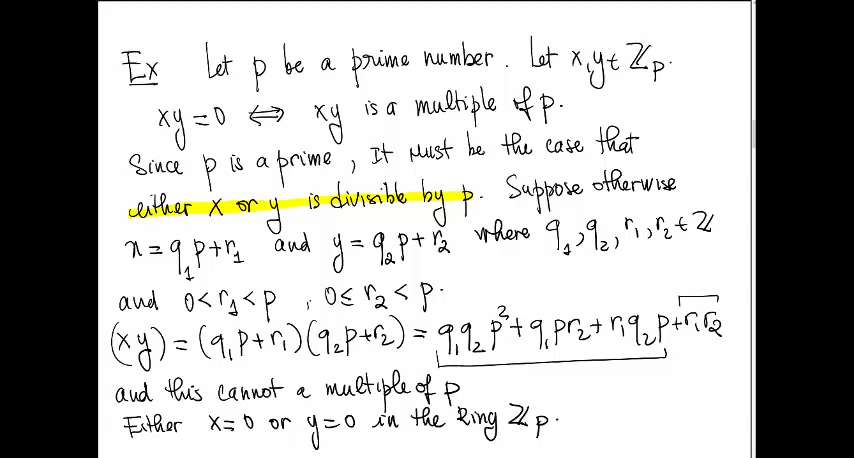 Ex Let p be a prime number. Let x,y ∈ ℤp.
xy=0 ⇔ xy is a multiple of p.
Since p is a prime, It must be the case that
either x or y is divisible by p. Suppose otherwise
x = q₁p+r₁ and y = q₂p+r₂ where q₁,q₂,r₁,r₂ ∈ ℤ
and 0<r₁<p, 0≤r₂<p.
(xy) = (q₁p+r₁)(q₂p+r₂) = q₁q₂p²+q₁pr₂+r₁q₂p+r₁r₂
and this cannot a multiple of p
Either x=0 or y=0 in the Ring ℤp.